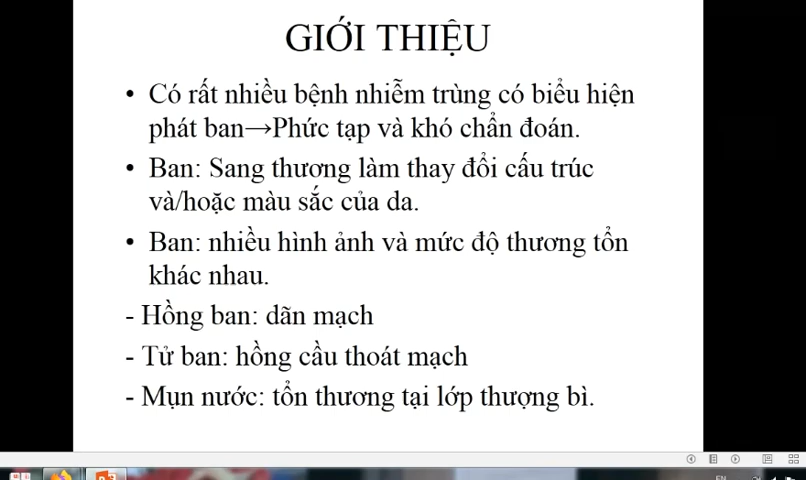 GIỚI THIỆU
• Có rất nhiều bệnh nhiễm trùng có biểu hiện
phát ban→Phức tạp và khó chẩn đoán.
• Ban: Sang thương làm thay đổi cấu trúc
và/hoặc màu sắc của da.
• Ban: nhiều hình ảnh và mức độ thương tổn
khác nhau.
- Hồng ban: dãn mạch
- Tử ban: hồng cầu thoát mạch
- Mụn nước: tổn thương tại lớp thượng bì.
EN